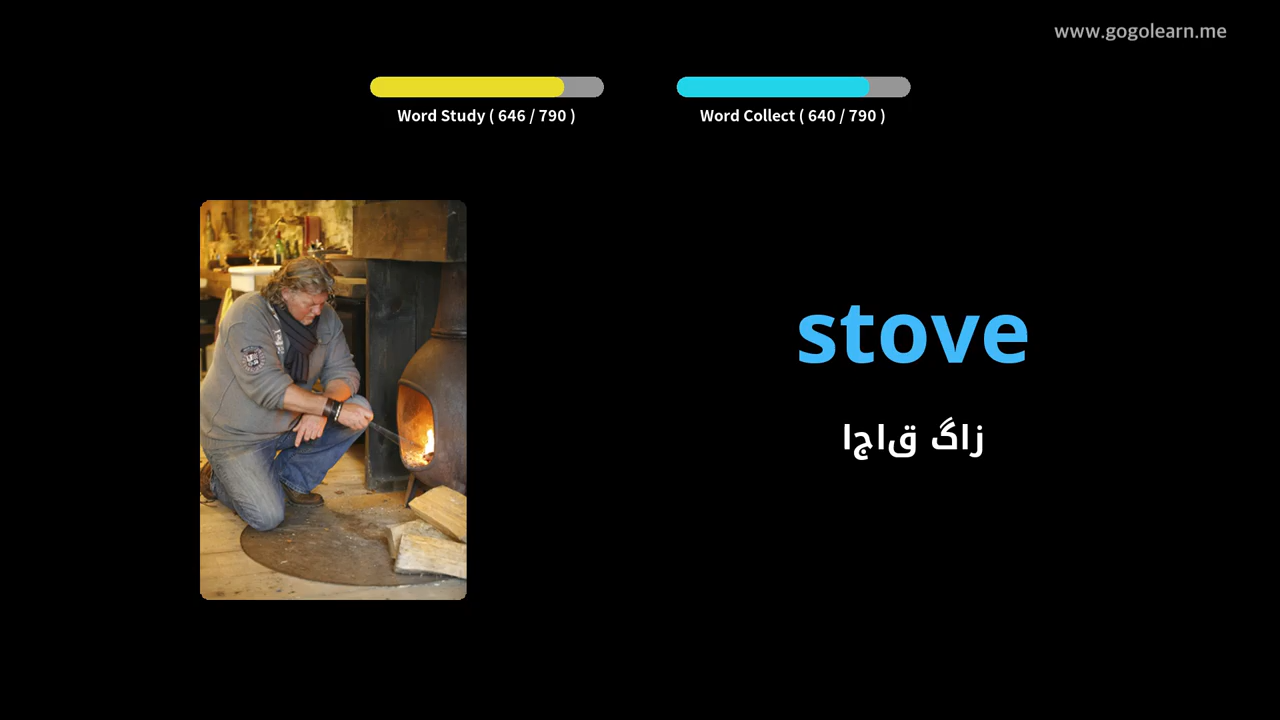 www.gogolearn.me
Word Study ( 646 / 790 )
Word Collect ( 640 / 790 )
stove
زاگ قاجا